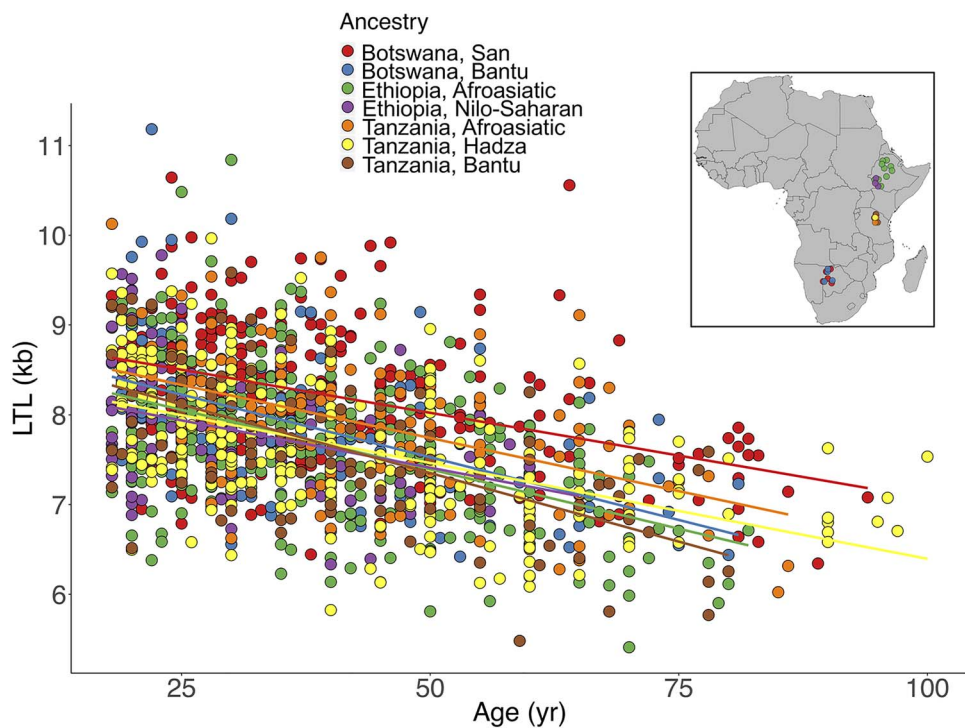 Ancestry
Botswana, San
Botswana, Bantu
Ethiopia, Afroasiatic
Ethiopia, Nilo-Saharan
Tanzania, Afroasiatic
Tanzania, Hadza
Tanzania, Bantu
11
10
9
8
7
6
LTL (kb)
25 50 75 100
Age (yr)